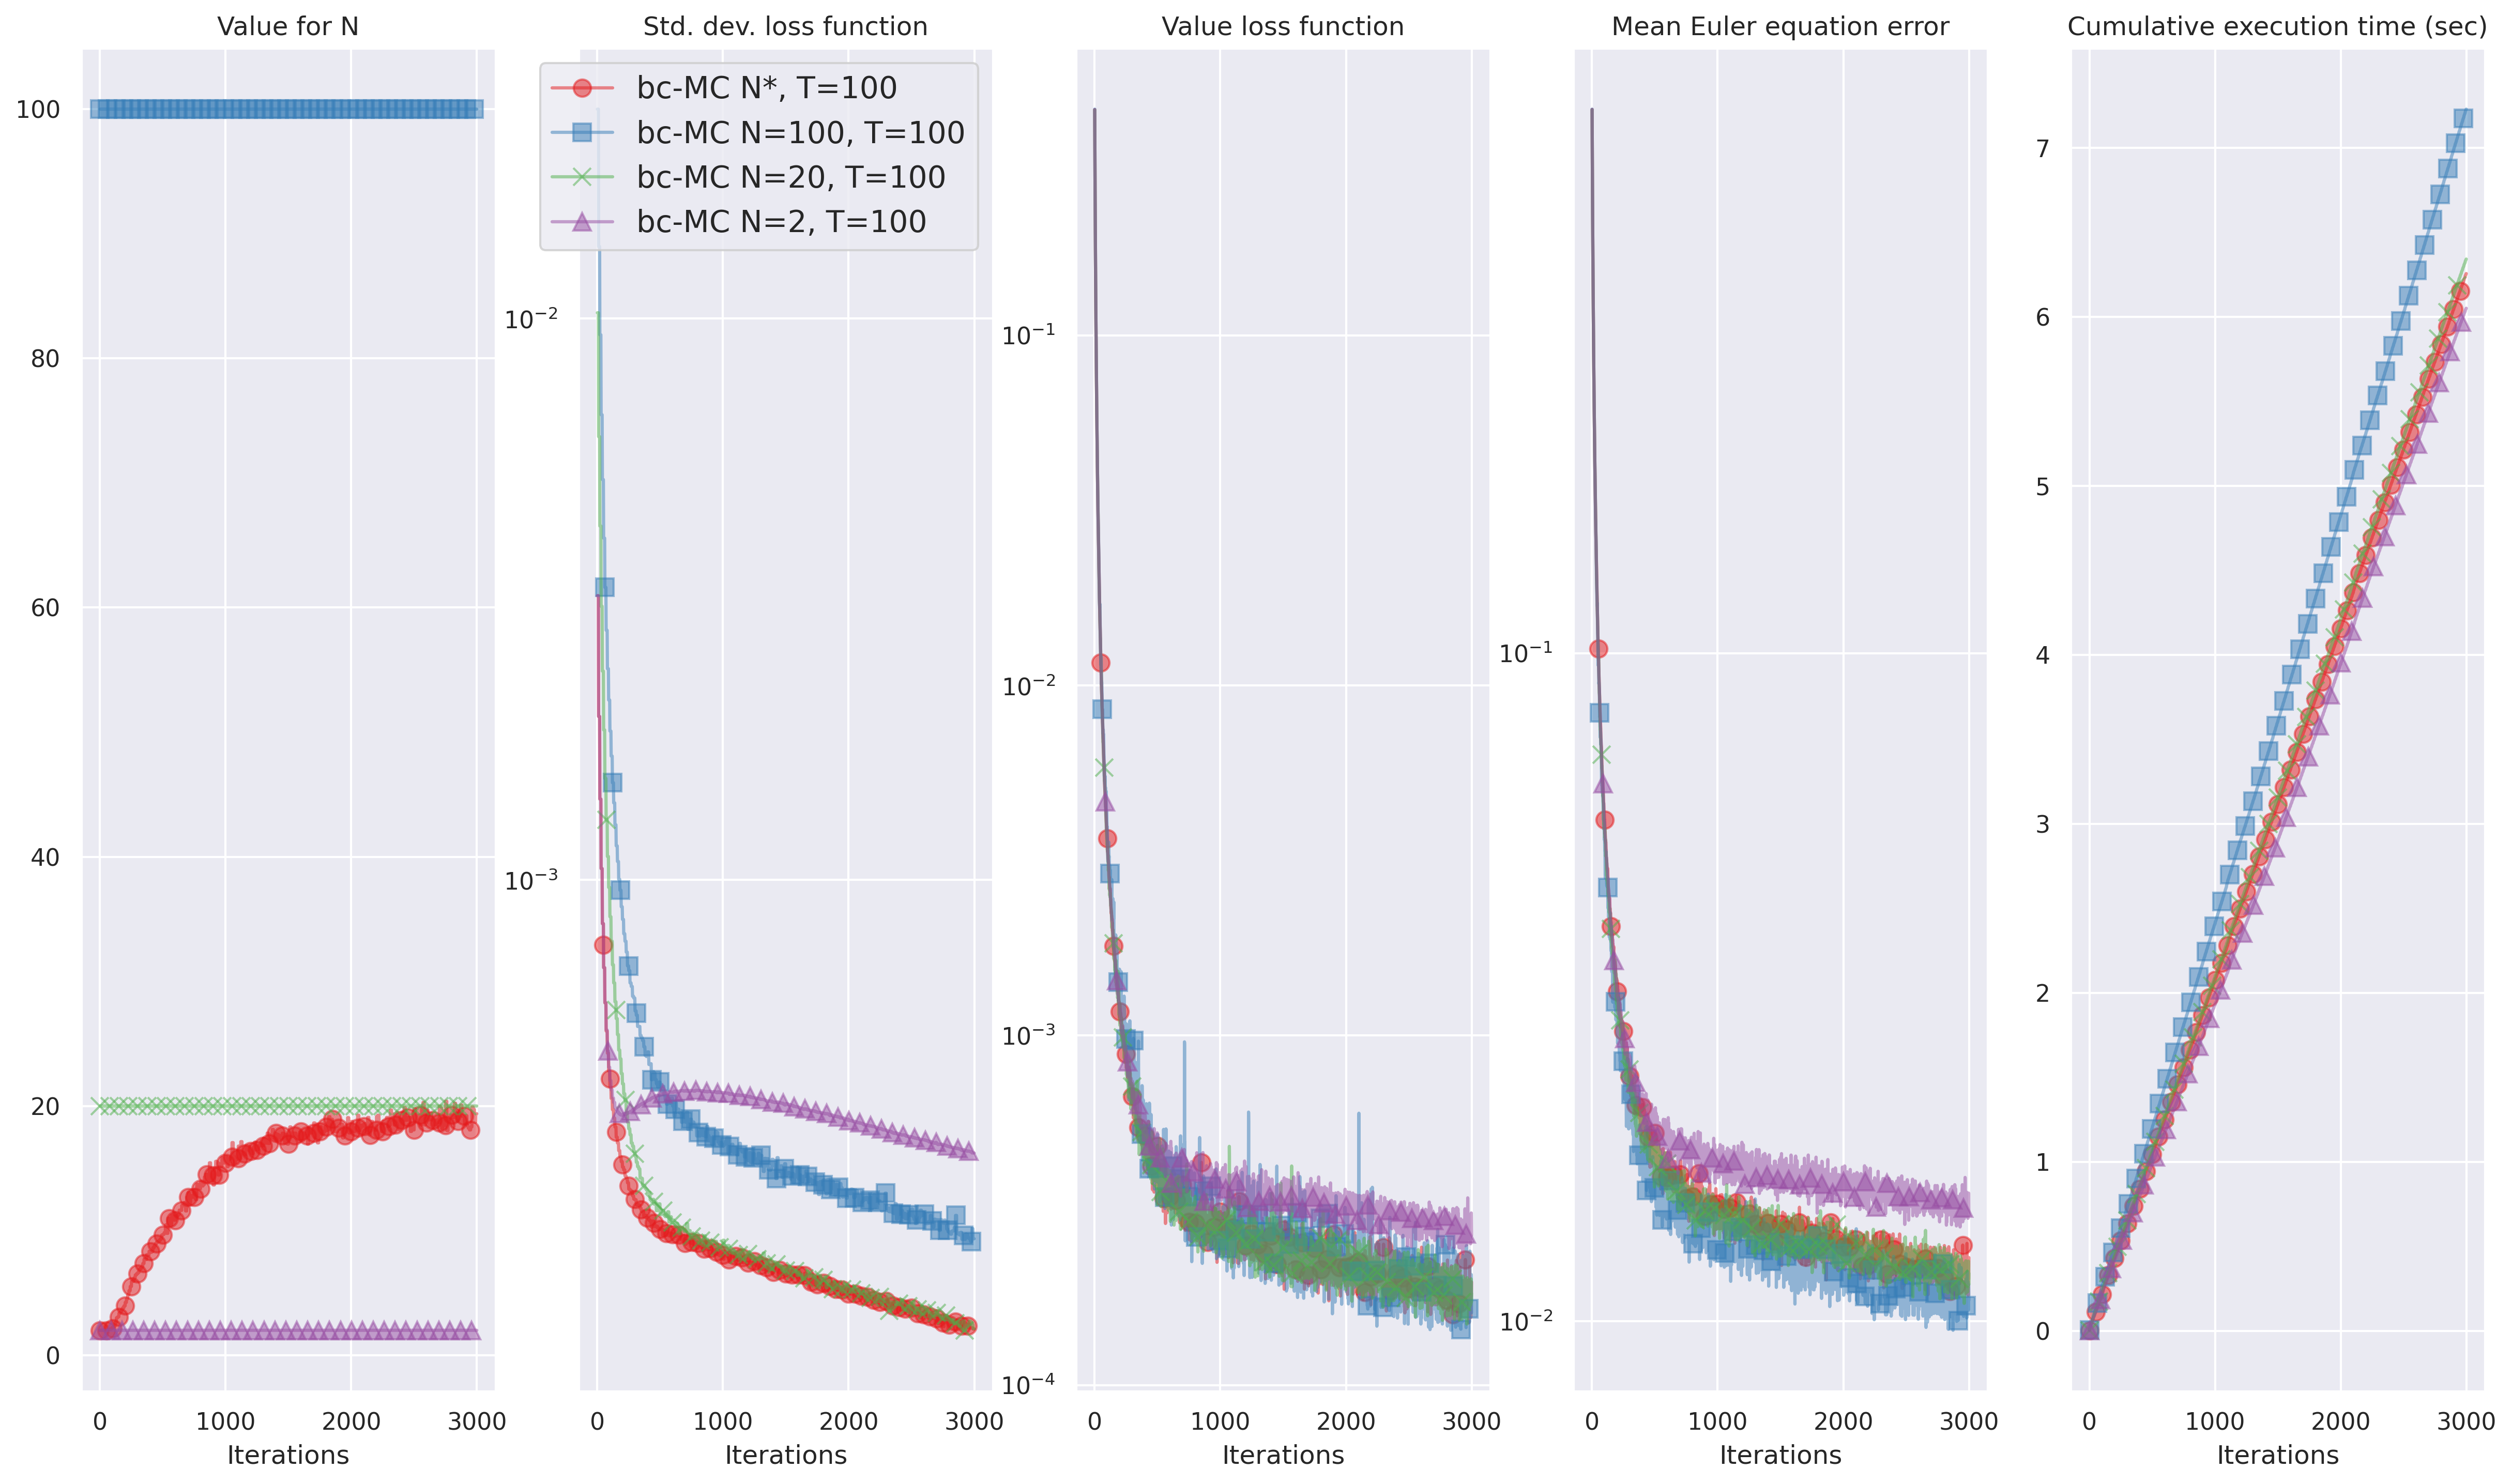 Value for N
Std. dev. loss function
Value loss function
Mean Euler equation error
Cumulative execution time (sec)
bc-MC N*, T=100
bc-MC N=100, T=100
bc-MC N=20, T=100
bc-MC N=2, T=100
100
80
60
40
20
0
0 1000 2000 3000
Iterations
10⁻²
10⁻³
0 1000 2000 3000
Iterations
10⁻¹
10⁻²
10⁻³
10⁻⁴
0 1000 2000 3000
Iterations
10⁻¹
10⁻²
0 1000 2000 3000
Iterations
7
6
5
4
3
2
1
0
0 1000 2000 3000
Iterations